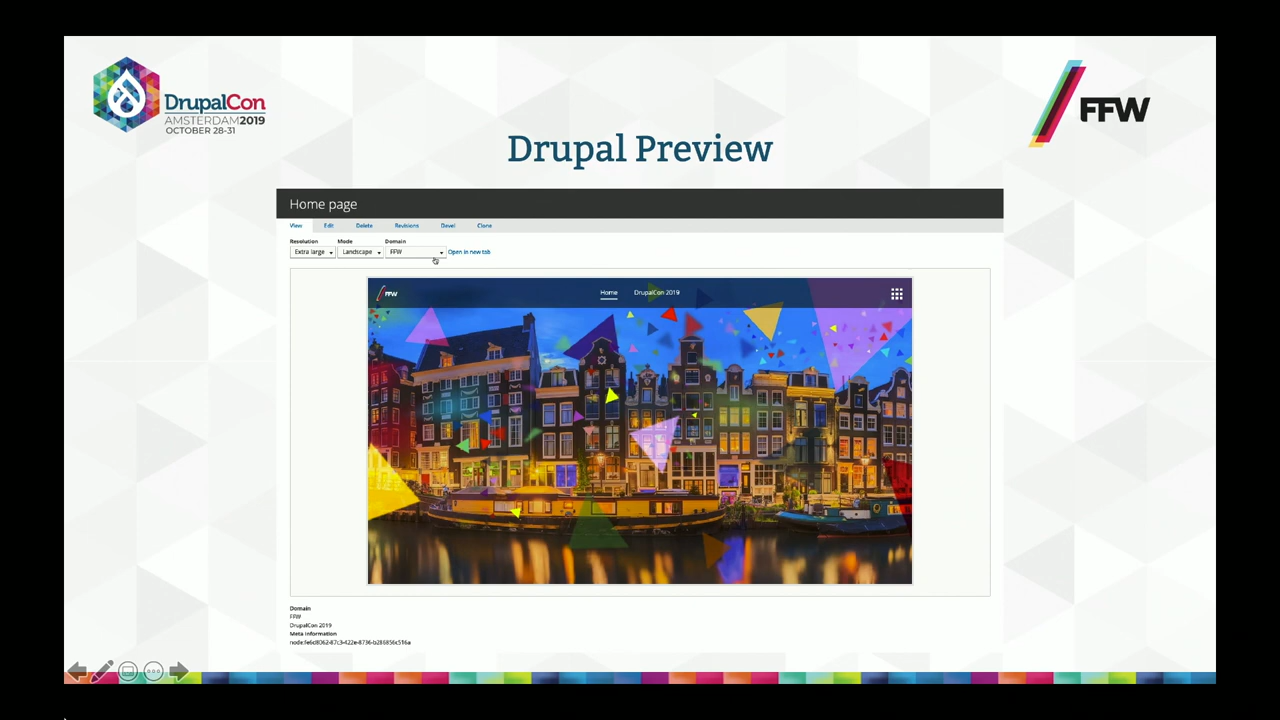 DrupalCon
AMSTERDAM2019
OCTOBER 28-31
FFW
Drupal Preview
Home page
View Edit Delete Revisions Devel Clone
Resolution Mode Domain
Extra large Landscape FFW Open in new tab
FFW Home DrupalCon 2019
Domain
FFW
DrupalCon 2019
Meta Information